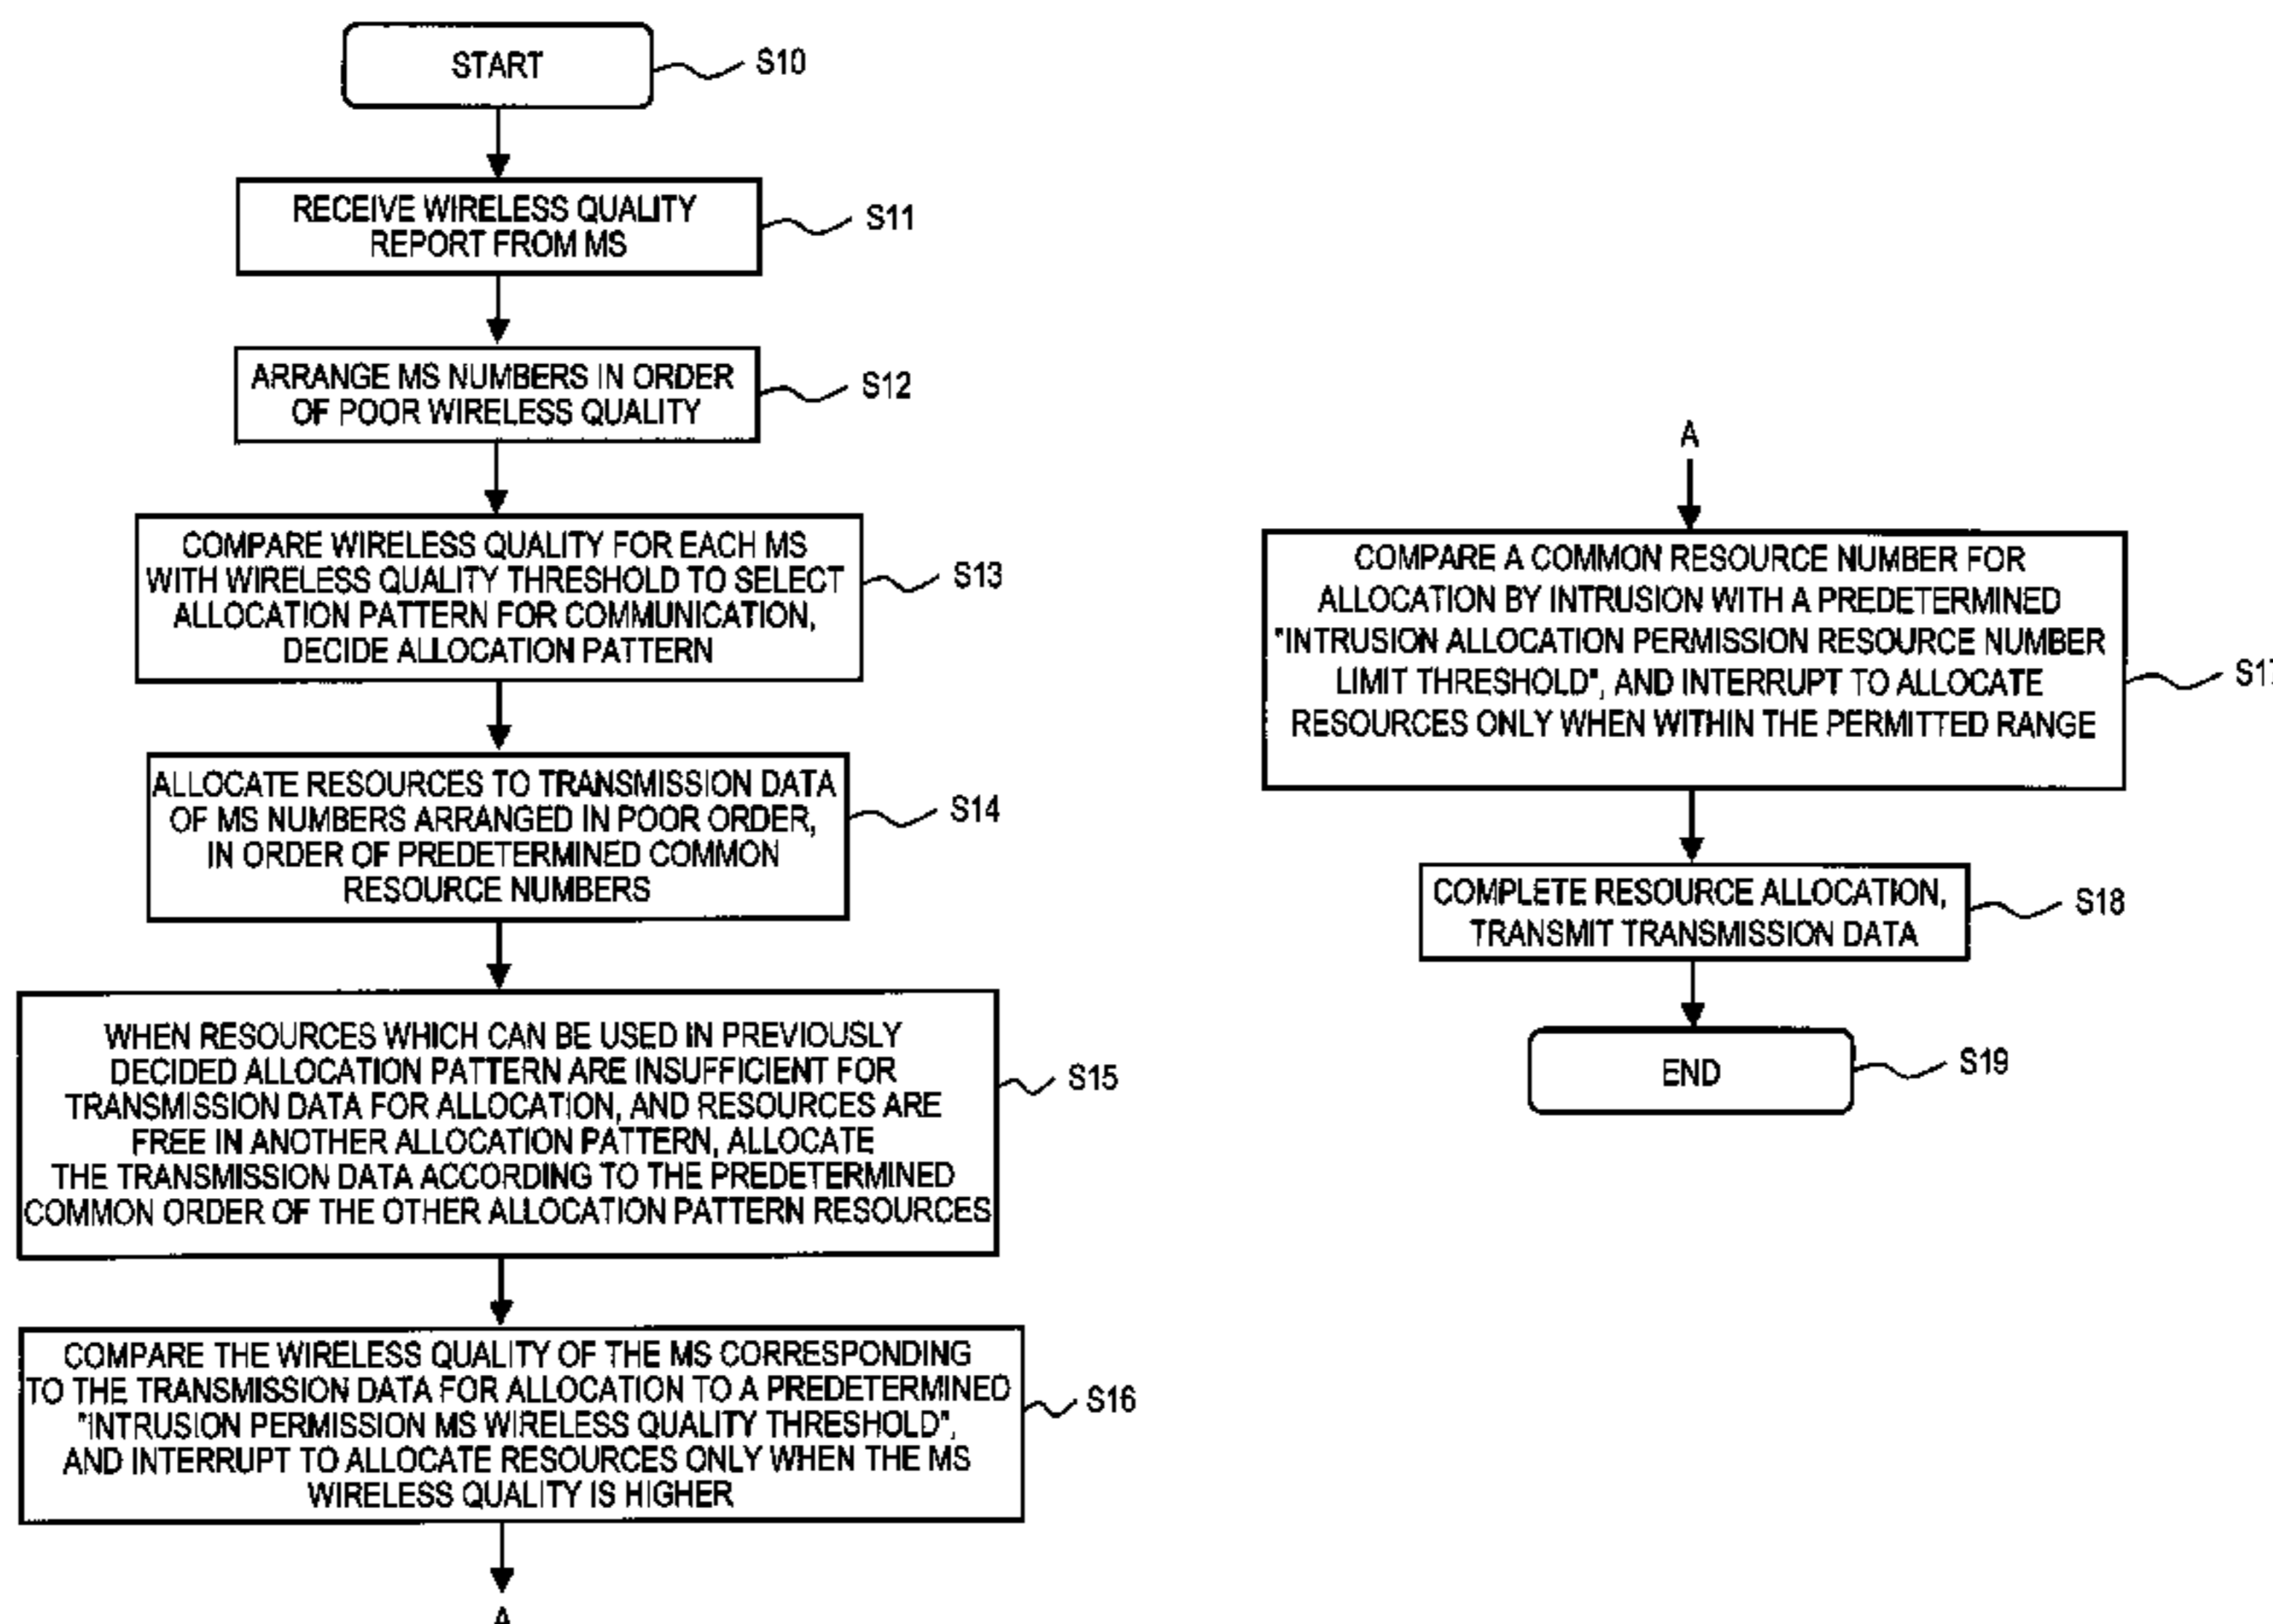 START
S10
RECEIVE WIRELESS QUALITY
REPORT FROM MS
S11
ARRANGE MS NUMBERS IN ORDER
OF POOR WIRELESS QUALITY
S12
COMPARE WIRELESS QUALITY FOR EACH MS
WITH WIRELESS QUALITY THRESHOLD TO SELECT
ALLOCATION PATTERN FOR COMMUNICATION,
DECIDE ALLOCATION PATTERN
S13
ALLOCATE RESOURCES TO TRANSMISSION DATA
OF MS NUMBERS ARRANGED IN POOR ORDER,
IN ORDER OF PREDETERMINED COMMON
RESOURCE NUMBERS
S14
WHEN RESOURCES WHICH CAN BE USED IN PREVIOUSLY
DECIDED ALLOCATION PATTERN ARE INSUFFICIENT FOR
TRANSMISSION DATA FOR ALLOCATION, AND RESOURCES ARE
FREE IN ANOTHER ALLOCATION PATTERN, ALLOCATE
THE TRANSMISSION DATA ACCORDING TO THE PREDETERMINED
COMMON ORDER OF THE OTHER ALLOCATION PATTERN RESOURCES
S15
COMPARE THE WIRELESS QUALITY OF THE MS CORRESPONDING
TO THE TRANSMISSION DATA FOR ALLOCATION TO A PREDETERMINED
"INTRUSION PERMISSION MS WIRELESS QUALITY THRESHOLD",
AND INTERRUPT TO ALLOCATE RESOURCES ONLY WHEN THE MS
WIRELESS QUALITY IS HIGHER
S16
A
A
COMPARE A COMMON RESOURCE NUMBER FOR
ALLOCATION BY INTRUSION WITH A PREDETERMINED
"INTRUSION ALLOCATION PERMISSION RESOURCE NUMBER
LIMIT THRESHOLD", AND INTERRUPT TO ALLOCATE
RESOURCES ONLY WHEN WITHIN THE PERMITTED RANGE
S17
COMPLETE RESOURCE ALLOCATION,
TRANSMIT TRANSMISSION DATA
S18
END
S19